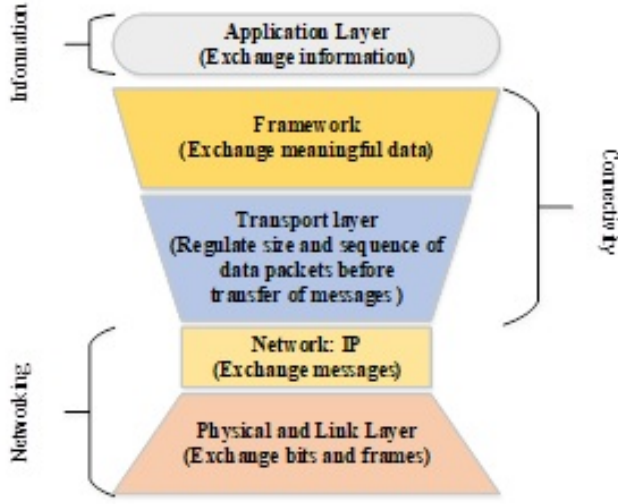 Information
Application Layer
(Exchange information)
Framework
(Exchange meaningful data)
Connectivity
Transport layer
(Regulate size and sequence of
data packets before
transfer of messages )
Networking
Network: IP
(Exchange messages)
Physical and Link Layer
(Exchange bits and frames)